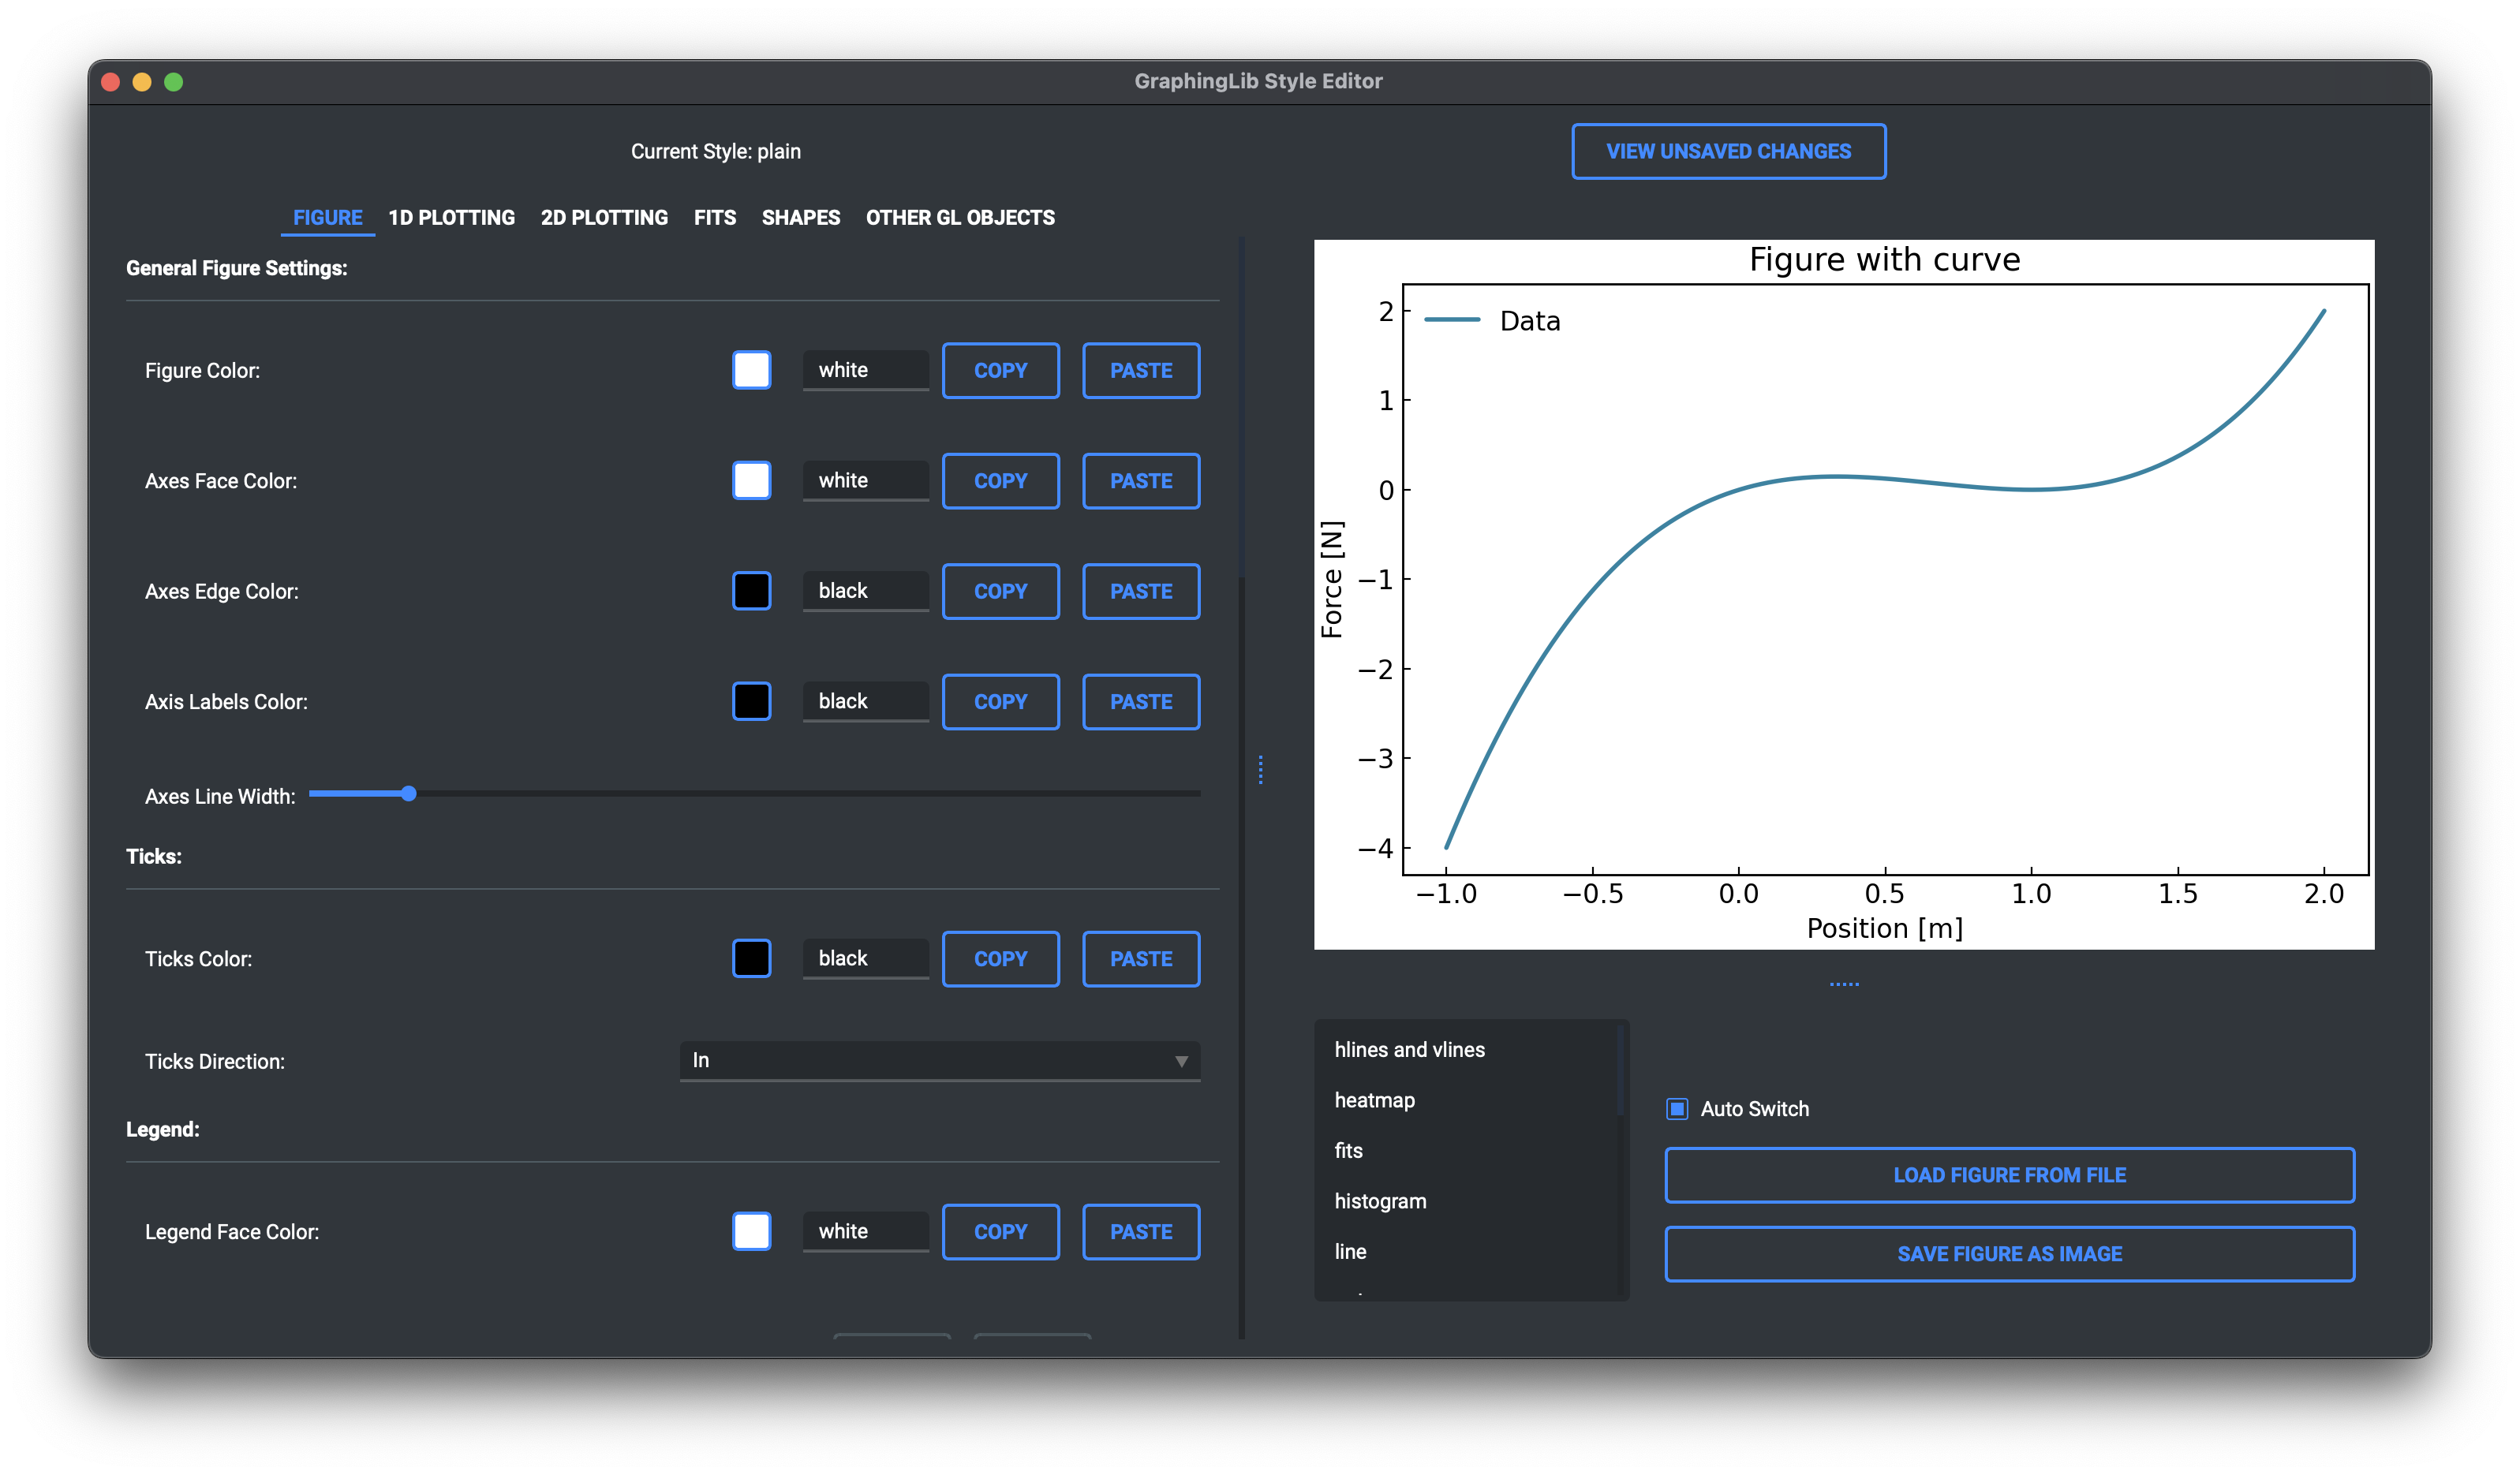 GraphingLib Style Editor
Current Style: plain
VIEW UNSAVED CHANGES
FIGURE 1D PLOTTING 2D PLOTTING FITS SHAPES OTHER GL OBJECTS
General Figure Settings:
Figure Color: white COPY PASTE
Axes Face Color: white COPY PASTE
Axes Edge Color: black COPY PASTE
Axis Labels Color: black COPY PASTE
Axes Line Width:
Ticks:
Ticks Color: black COPY PASTE
Ticks Direction: In
Legend:
Legend Face Color: white COPY PASTE
Figure with curve
Data
2
1
0
−1
−2
−3
−4
Force [N]
−1.0 −0.5 0.0 0.5 1.0 1.5 2.0
Position [m]
hlines and vlines
heatmap
fits
histogram
line
Auto Switch
LOAD FIGURE FROM FILE
SAVE FIGURE AS IMAGE